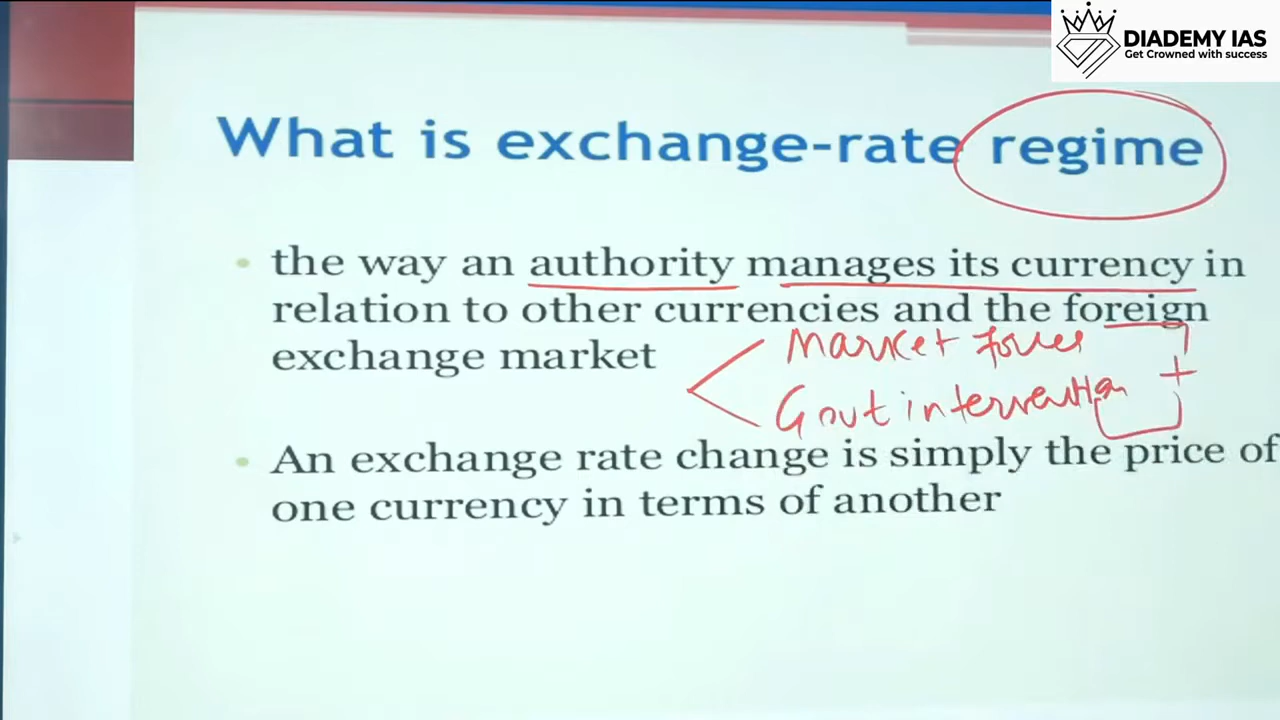 DIADEMY IAS
Get Crowned with success
What is exchange-rate regime
the way an authority manages its currency in
relation to other currencies and the foreign
exchange market
Market forces
Govt intervention
+
An exchange rate change is simply the price of
one currency in terms of another